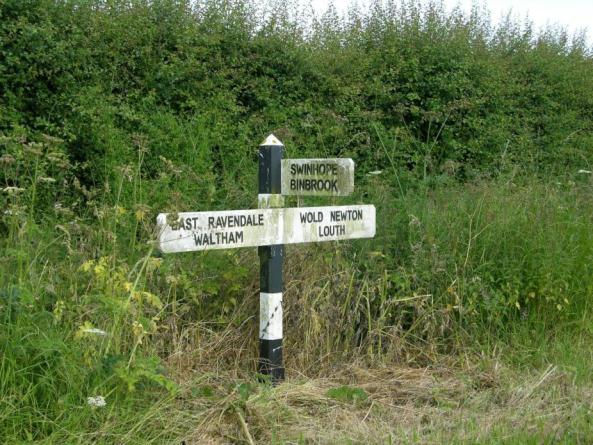 SWINHOPE
BINBROOK
EAST RAVENDALE
WALTHAM
WOLD NEWTON
LOUTH